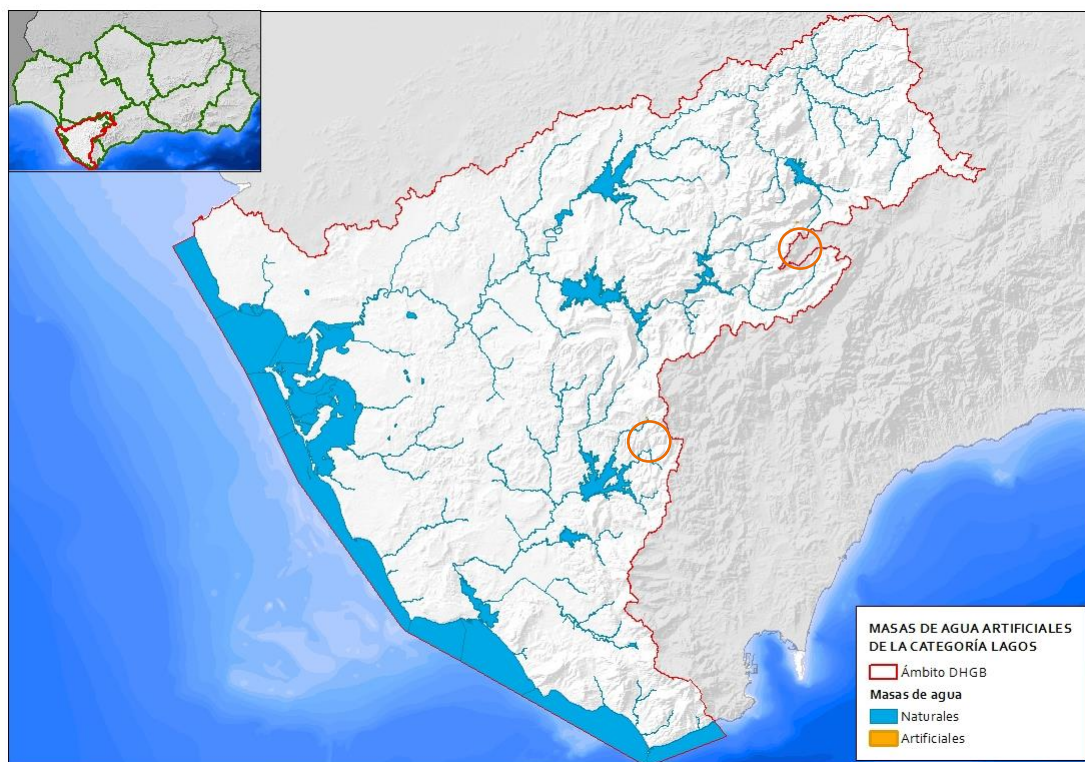 MASAS DE AGUA ARTIFICIALES
DE LA CATEGORÍA LAGOS
Ámbito DHGB
Masas de agua
Naturales
Artificiales